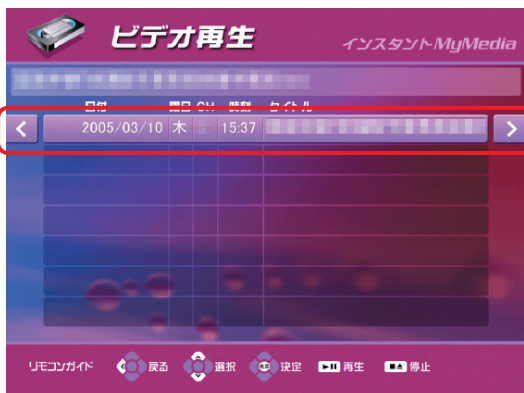 ビデオ再生 インスタントMyMedia
日付 曜日 CH 時刻 タイトル
2005/03/10 木 15:37
リモコンガイド 戻る 選択 決定 再生 停止